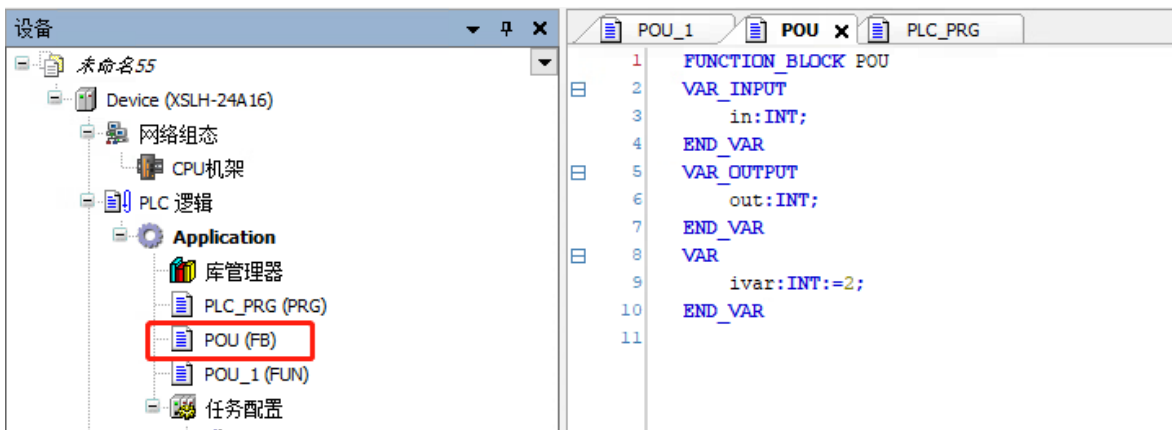 设备
未命名55
Device (XSLH-24A16)
网络组态
CPU机架
PLC 逻辑
Application
库管理器
PLC_PRG (PRG)
POU (FB)
POU_1 (FUN)
任务配置
POU_1 POU PLC_PRG
1 FUNCTION_BLOCK POU
2 VAR_INPUT
3 in:INT;
4 END_VAR
5 VAR_OUTPUT
6 out:INT;
7 END_VAR
8 VAR
9 ivar:INT:=2;
10 END_VAR
11